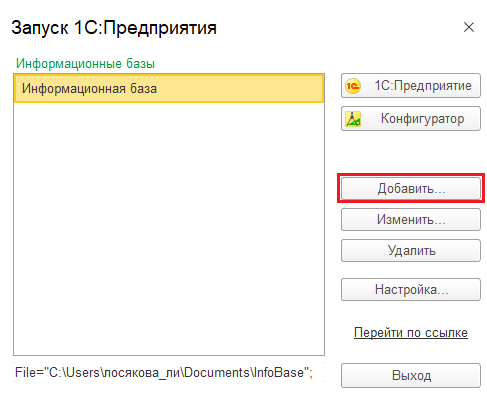 Запуск 1С:Предприятия
Информационные базы
Информационная база
1С:Предприятие
Конфигуратор
Добавить...
Изменить...
Удалить
Настройка...
Перейти по ссылке
File="C:\Users\посякова_ли\Documents\InfoBase";
Выход